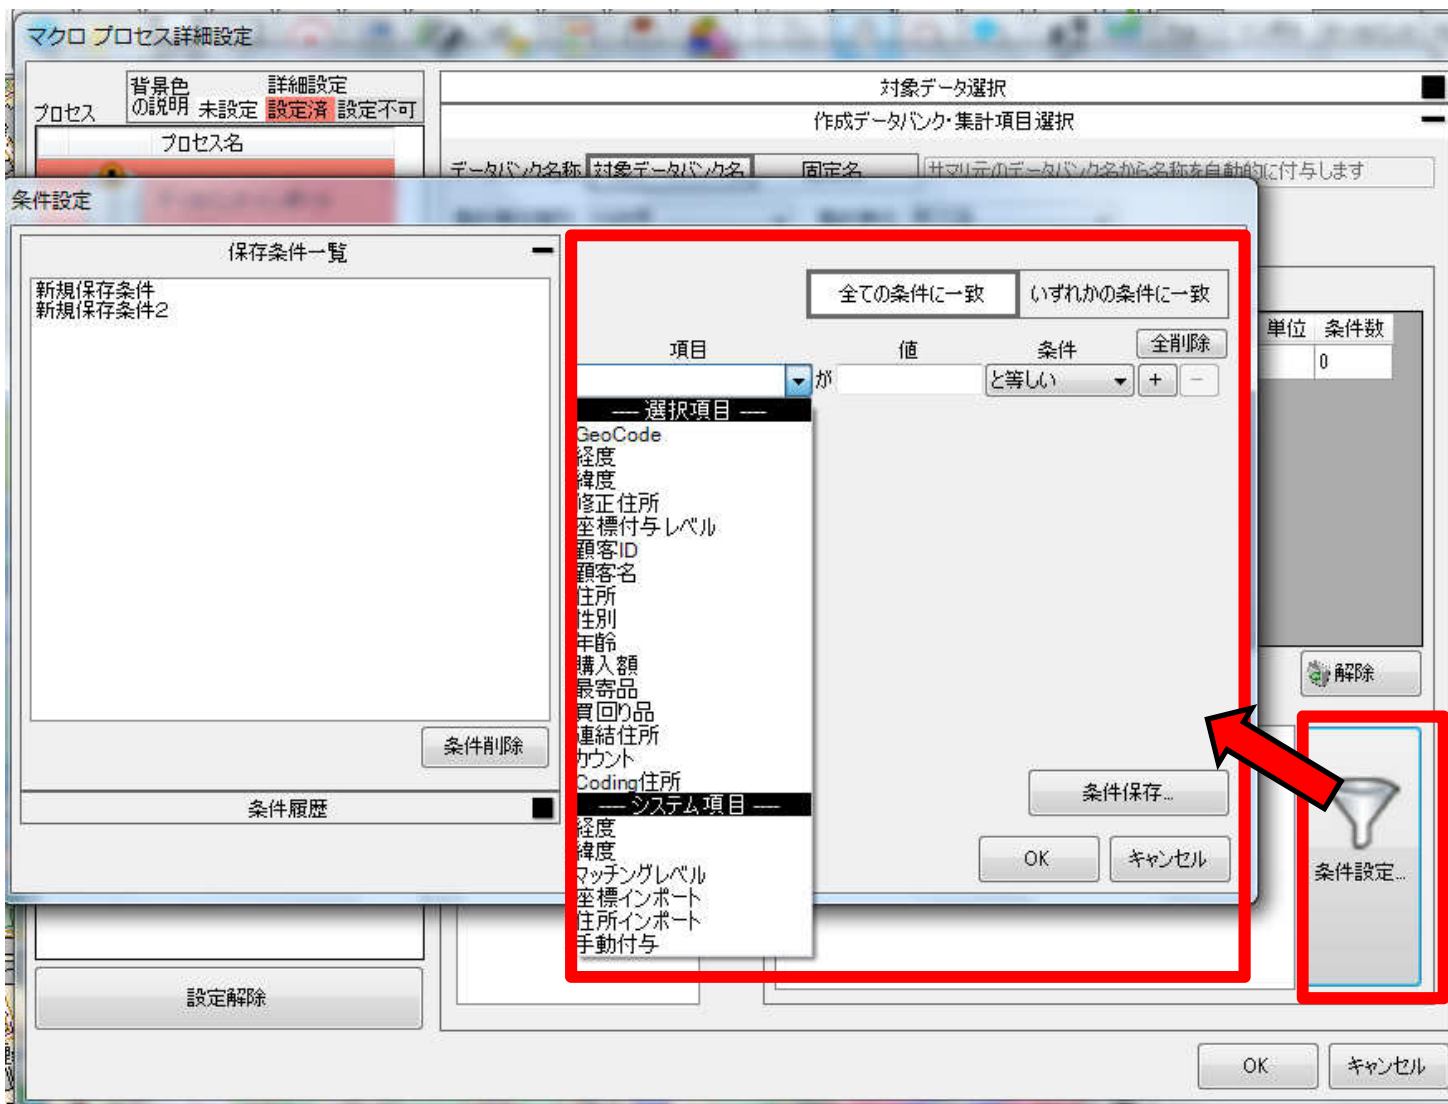 マクロ プロセス詳細設定
プロセス
背景色の説明
詳細設定
未設定 設定済 設定不可
プロセス名
対象データ選択
作成データバンク・集計項目選択
データバンク名称 対象データバンク名 固定名 サマリ元のデータバンク名から名称を自動的に付与します
条件設定
保存条件一覧
新規保存条件
新規保存条件2
条件削除
条件履歴
全ての条件に一致 いずれかの条件に一致
項目 値 条件 全削除
が と等しい + −
--- 選択項目 ---
GeoCode
経度
緯度
修正住所
座標付与レベル
顧客ID
顧客名
住所
性別
年齢
購入額
最寄品
買回り品
連結住所
カウント
Coding住所
--- システム項目 ---
経度
緯度
マッチングレベル
座標インポート
住所インポート
手動付与
条件保存...
OK キャンセル
単位 条件数
0
解除
条件設定...
設定解除
OK キャンセル